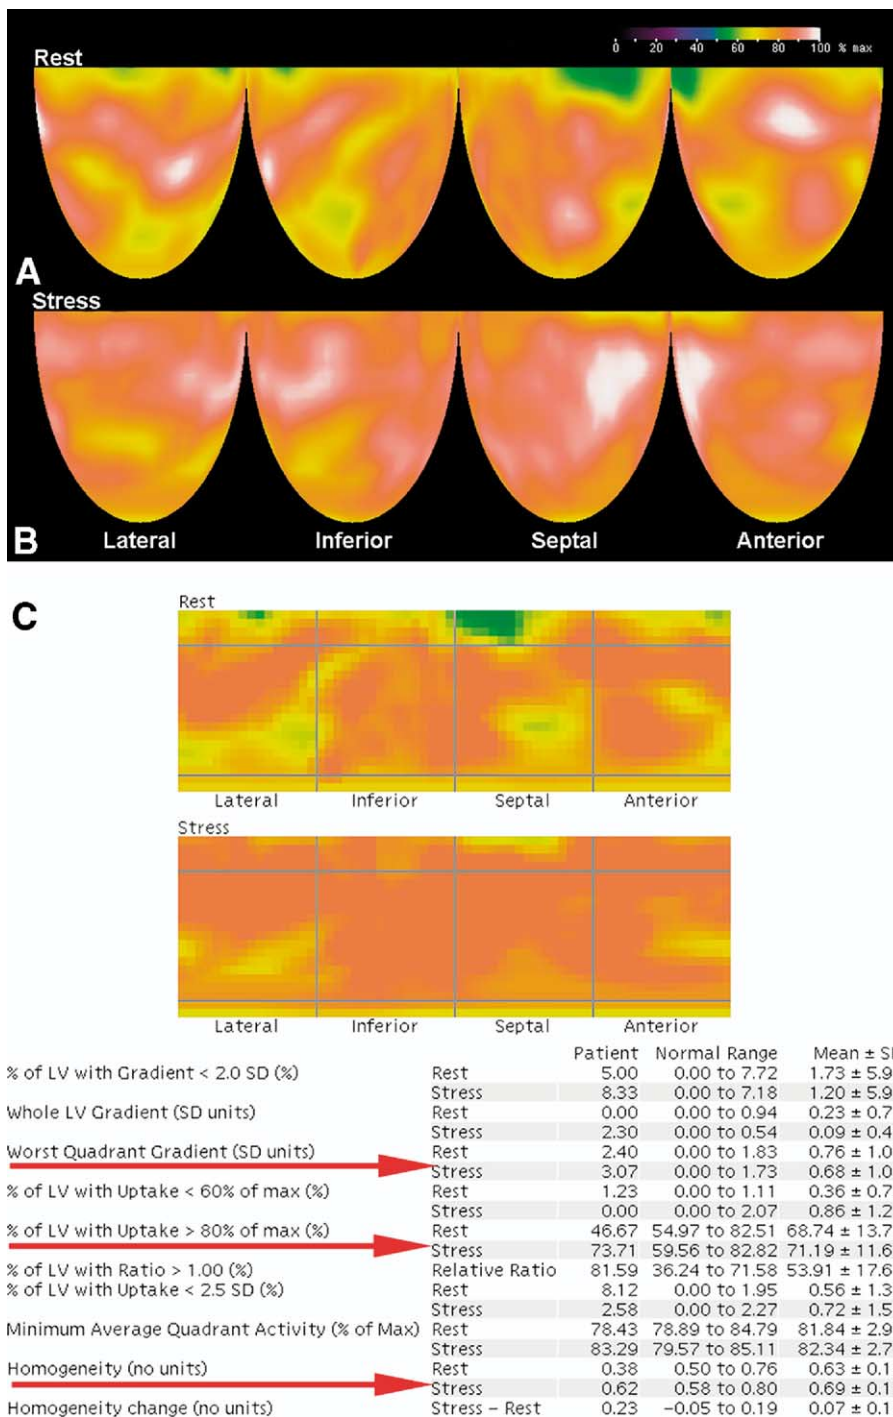 Rest
0 20 40 60 80 100 % max
A
Stress
B
Lateral Inferior Septal Anterior
C
Rest
Lateral Inferior Septal Anterior
Stress
Lateral Inferior Septal Anterior
Patient Normal Range Mean ± S
% of LV with Gradient < 2.0 SD (%) Rest 5.00 0.00 to 7.72 1.73 ± 5.9
Stress 8.33 0.00 to 7.18 1.20 ± 5.9
Whole LV Gradient (SD units) Rest 0.00 0.00 to 0.94 0.23 ± 0.7
Stress 2.30 0.00 to 0.54 0.09 ± 0.4
Worst Quadrant Gradient (SD units) Rest 2.40 0.00 to 1.83 0.76 ± 1.0
Stress 3.07 0.00 to 1.73 0.68 ± 1.0
% of LV with Uptake < 60% of max (%) Rest 1.23 0.00 to 1.11 0.36 ± 0.7
Stress 0.00 0.00 to 2.07 0.86 ± 1.2
% of LV with Uptake > 80% of max (%) Rest 46.67 54.97 to 82.51 68.74 ± 13.7
Stress 73.71 59.56 to 82.82 71.19 ± 11.6
% of LV with Ratio > 1.00 (%) Relative Ratio 81.59 36.24 to 71.58 53.91 ± 17.6
% of LV with Uptake < 2.5 SD (%) Rest 8.12 0.00 to 1.95 0.56 ± 1.3
Stress 2.58 0.00 to 2.27 0.72 ± 1.5
Minimum Average Quadrant Activity (% of Max) Rest 78.43 78.89 to 84.79 81.84 ± 2.9
Stress 83.29 79.57 to 85.11 82.34 ± 2.7
Homogeneity (no units) Rest 0.38 0.50 to 0.76 0.63 ± 0.1
Stress 0.62 0.58 to 0.80 0.69 ± 0.1
Homogeneity change (no units) Stress – Rest 0.23 −0.05 to 0.19 0.07 ± 0.1